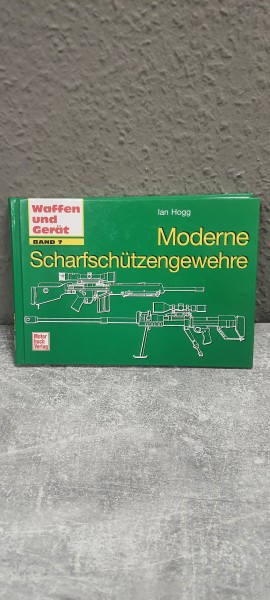 Waffen
und
Gerät
BAND 7
Ian Hogg
Moderne
Scharfschützengewehre
Motor
buch
Verlag